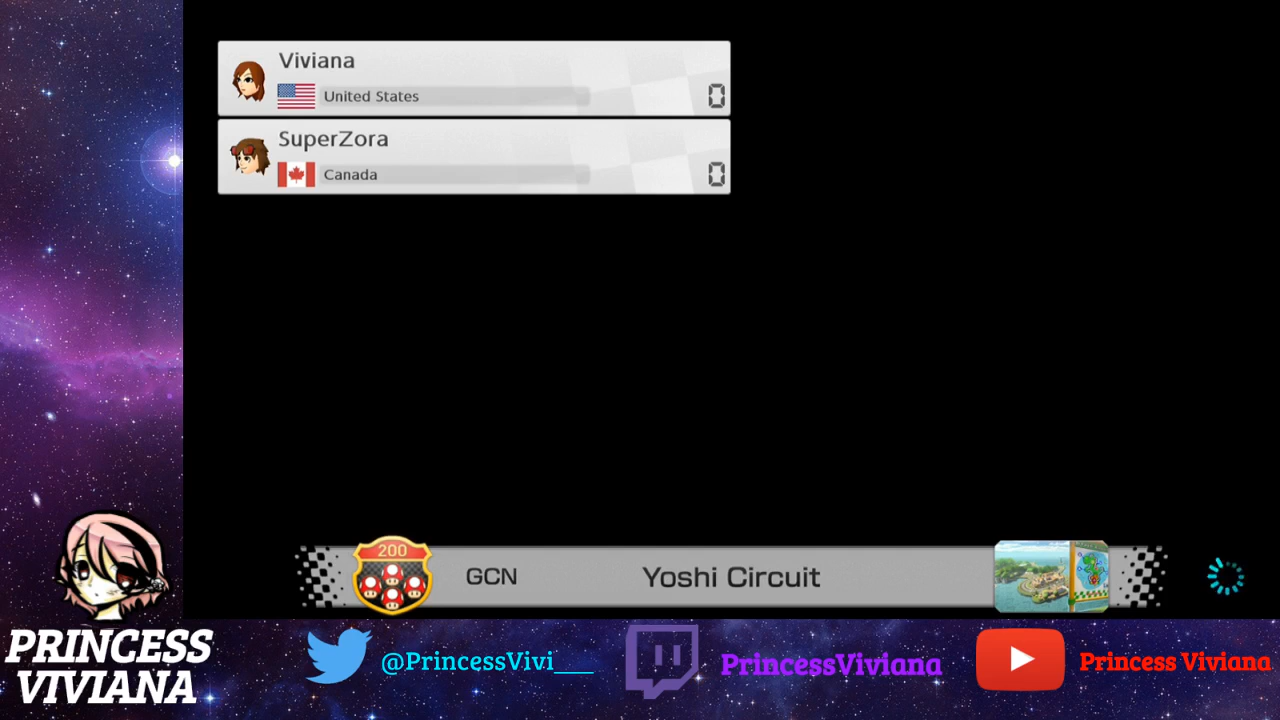 Viviana
United States
0
SuperZora
Canada
0
200
GCN
Yoshi Circuit
PRINCESS
VIVIANA
@PrincessVivi___
PrincessViviana
Princess Viviana